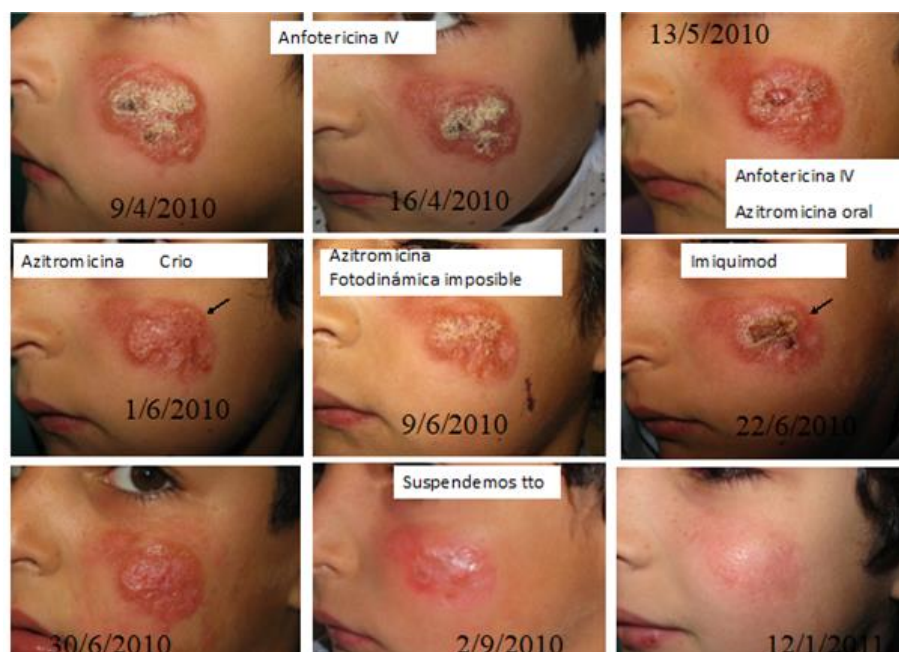 Anfotericina IV
9/4/2010
16/4/2010
13/5/2010
Anfotericina IV
Azitromicina oral
Azitromicina Crio
1/6/2010
Azitromicina
Fotodinámica imposible
9/6/2010
Imiquimod
22/6/2010
30/6/2010
Suspendemos tto
2/9/2010
12/1/2011